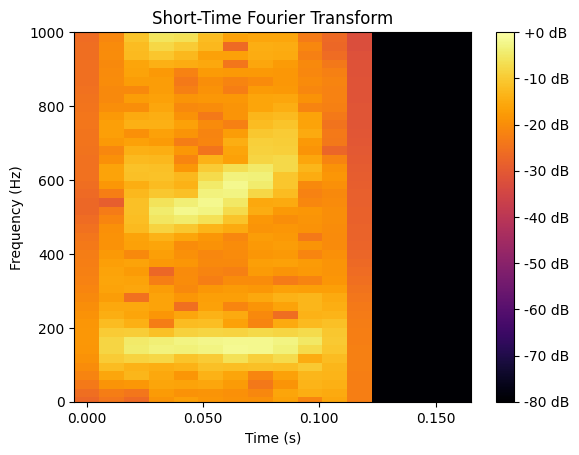 Short-Time Fourier Transform
1000
800
600
400
200
0
Frequency (Hz)
0.000
0.050
0.100
0.150
Time (s)
+0 dB
-10 dB
-20 dB
-30 dB
-40 dB
-50 dB
-60 dB
-70 dB
-80 dB